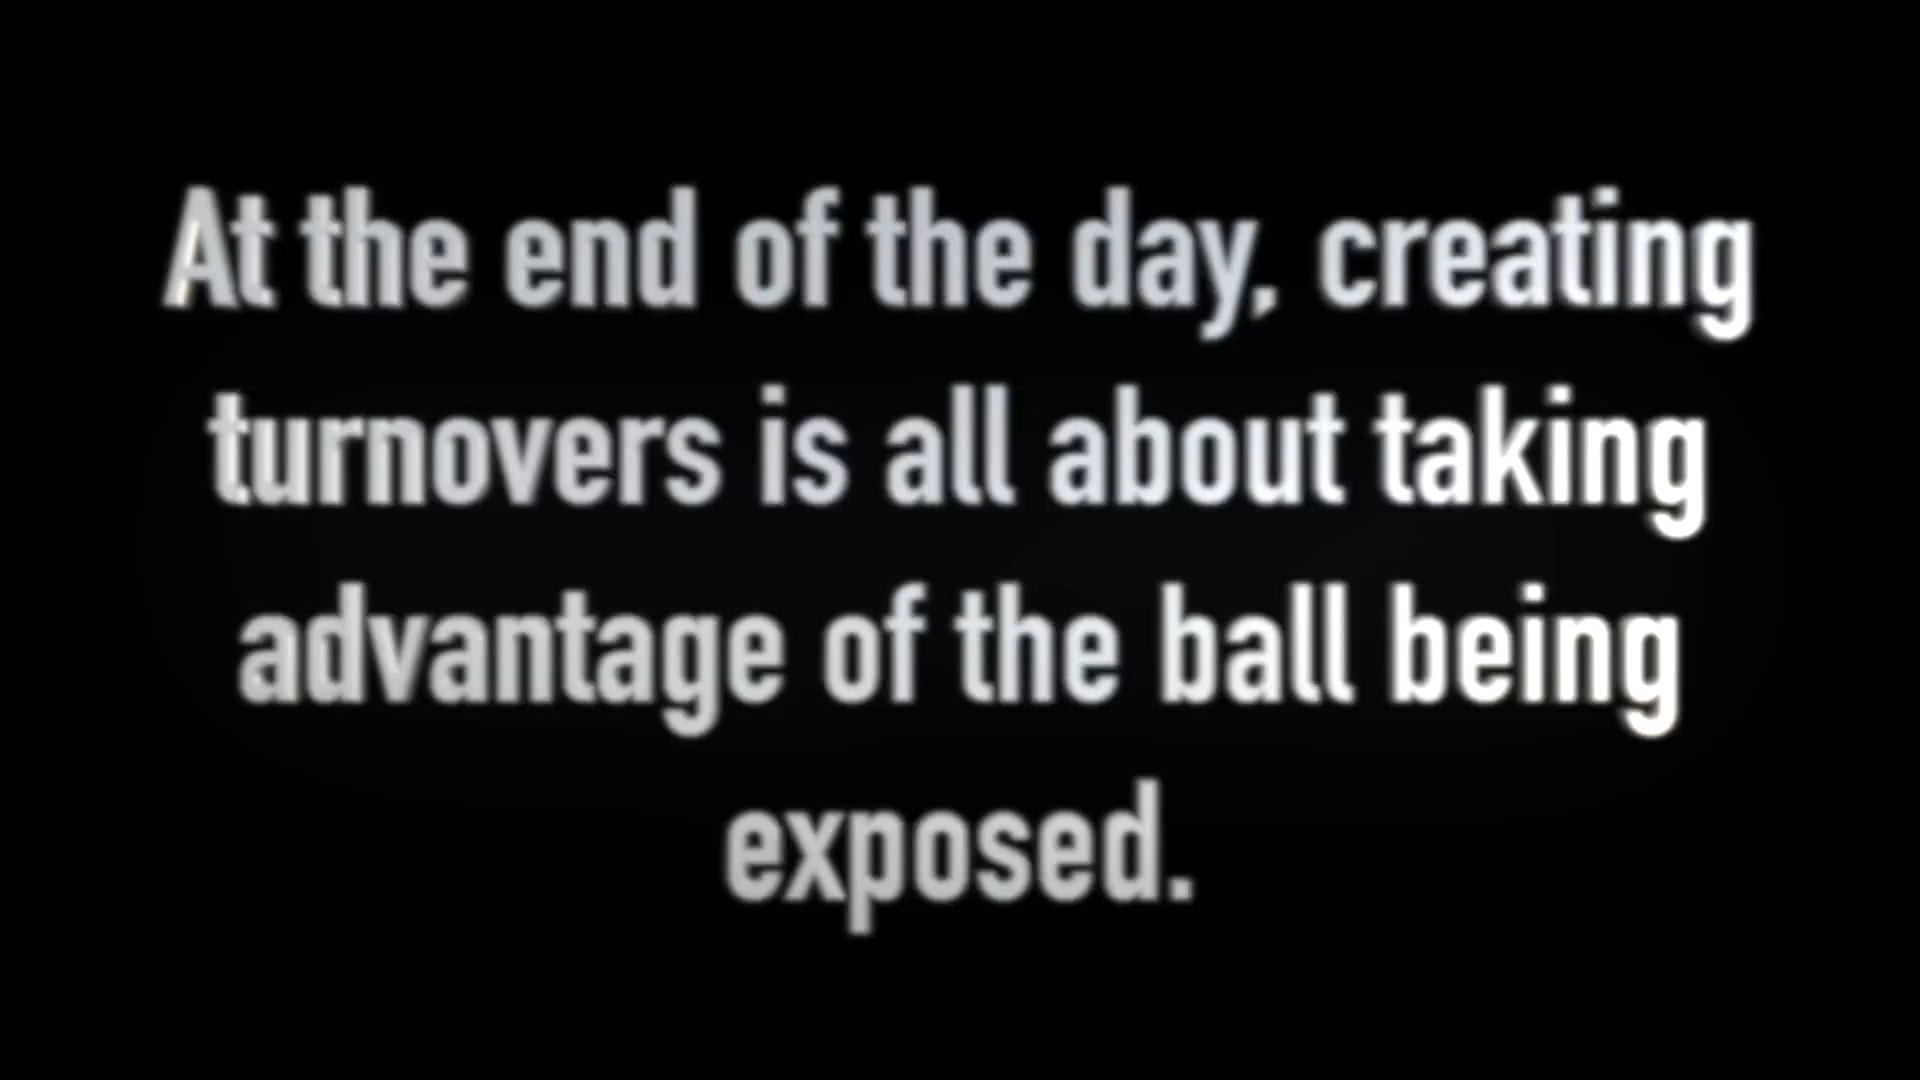 At the end of the day, creating
turnovers is all about taking
advantage of the ball being
exposed.